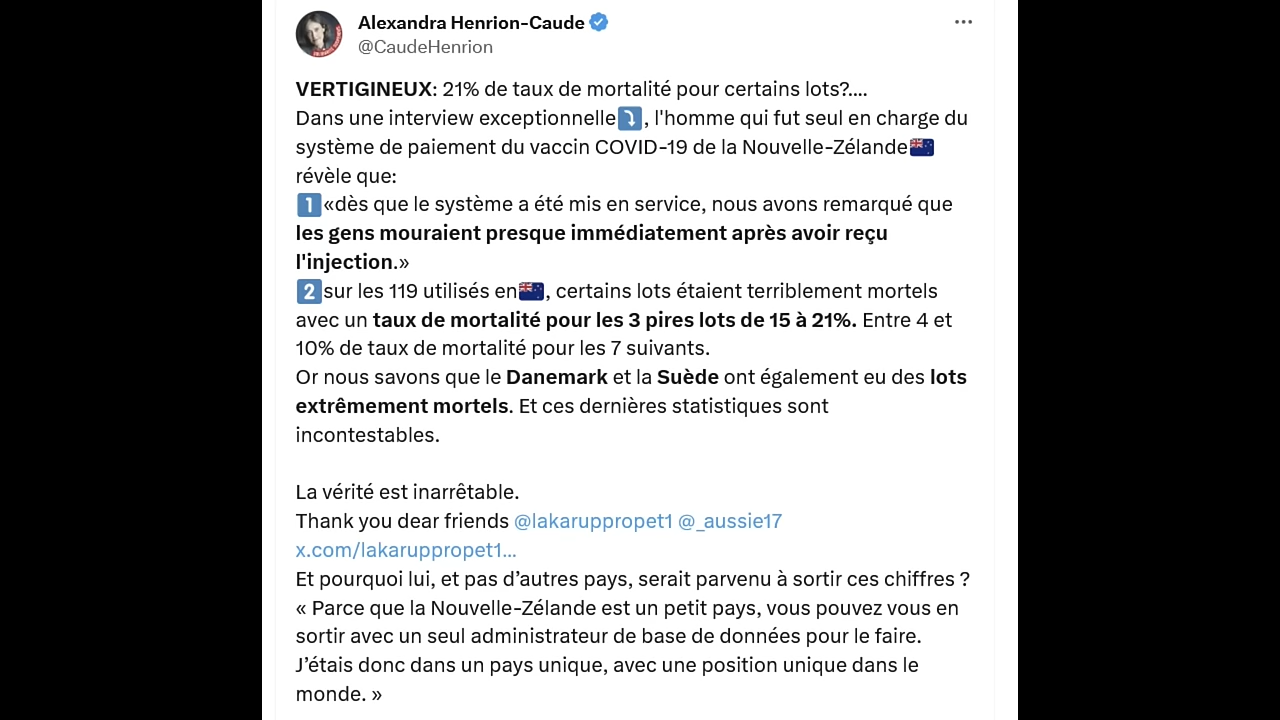 Alexandra Henrion-Caude
@CaudeHenrion
VERTIGINEUX: 21% de taux de mortalité pour certains lots?....
Dans une interview exceptionnelle⤵️, l'homme qui fut seul en charge du
système de paiement du vaccin COVID-19 de la Nouvelle-Zélande🇳🇿
révèle que:
1️⃣«dès que le système a été mis en service, nous avons remarqué que
les gens mouraient presque immédiatement après avoir reçu
l'injection.»
2️⃣sur les 119 utilisés en🇳🇿, certains lots étaient terriblement mortels
avec un taux de mortalité pour les 3 pires lots de 15 à 21%. Entre 4 et
10% de taux de mortalité pour les 7 suivants.
Or nous savons que le Danemark et la Suède ont également eu des lots
extrêmement mortels. Et ces dernières statistiques sont
incontestables.
La vérité est inarrêtable.
Thank you dear friends @lakaruppropet1 @_aussie17
x.com/lakaruppropet1…
Et pourquoi lui, et pas d’autres pays, serait parvenu à sortir ces chiffres ?
« Parce que la Nouvelle-Zélande est un petit pays, vous pouvez vous en
sortir avec un seul administrateur de base de données pour le faire.
J’étais donc dans un pays unique, avec une position unique dans le
monde. »